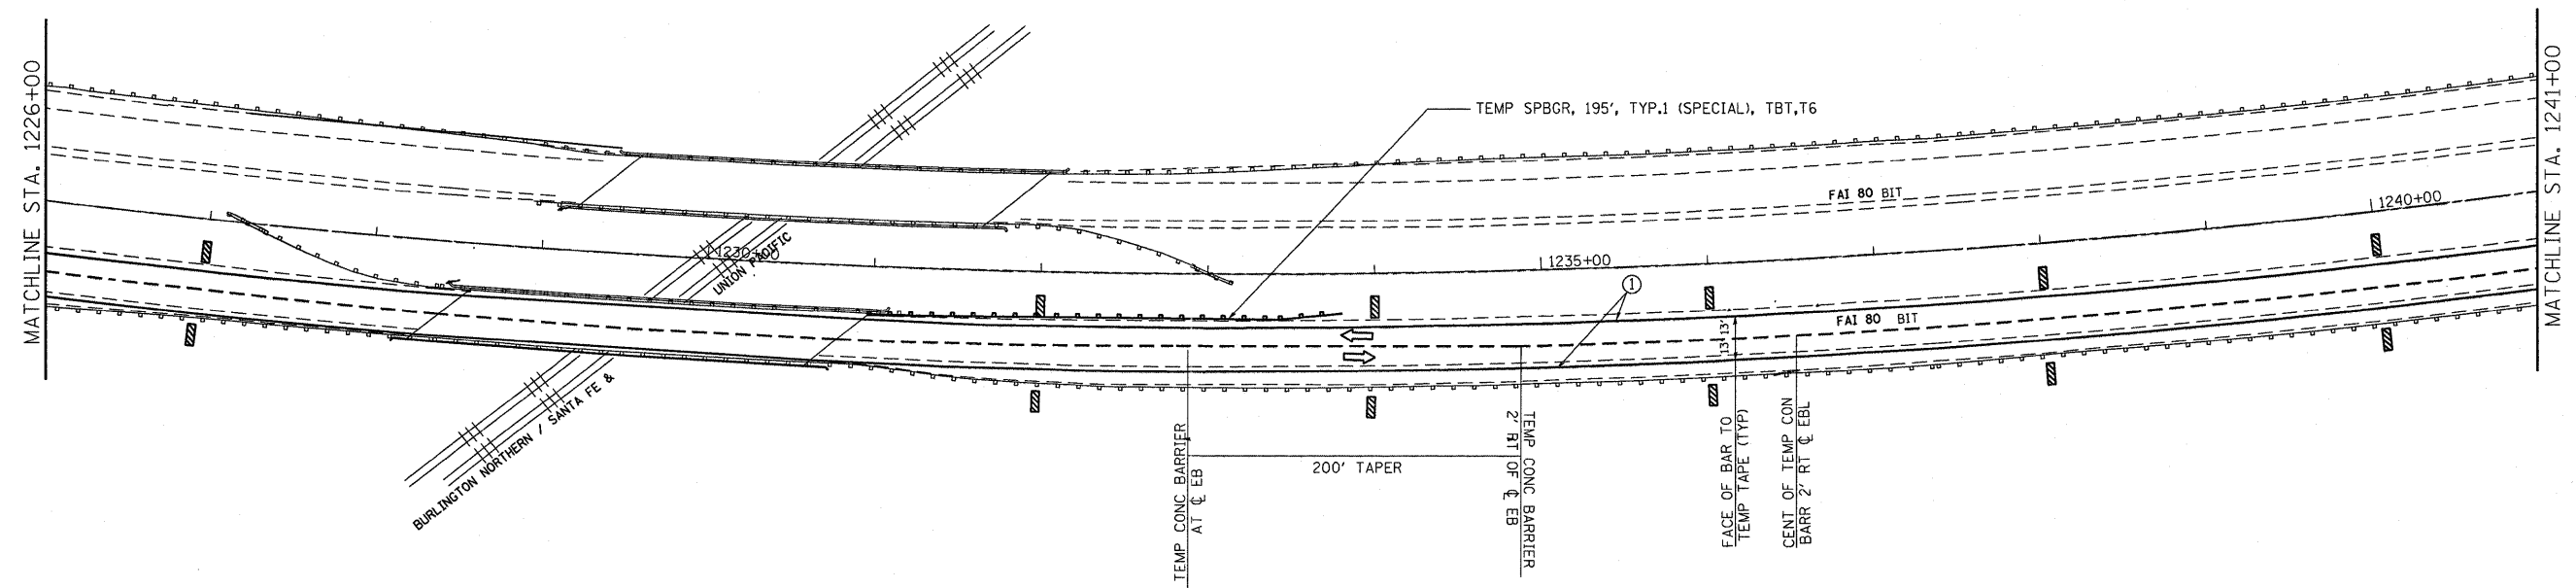 MATCHLINE STA. 1226+00
TEMP SPBGR, 195', TYP.1 (SPECIAL), TBT,T6
MATCHLINE STA. 1241+00
FAI 80 BIT
1240+00
1230+00
UNION PACIFIC
1235+00
1
FAI 80 BIT
13'
13'
BURLINGTON NORTHERN / SANTA FE &
TEMP CONC BARRIER
AT ℄ EB
200' TAPER
TEMP CONC BARRIER
2' RT OF ℄ EB
FACE OF BAR TO
TEMP TAPE (TYP)
CENT OF TEMP CON
BARR 2' RT ℄ EBL